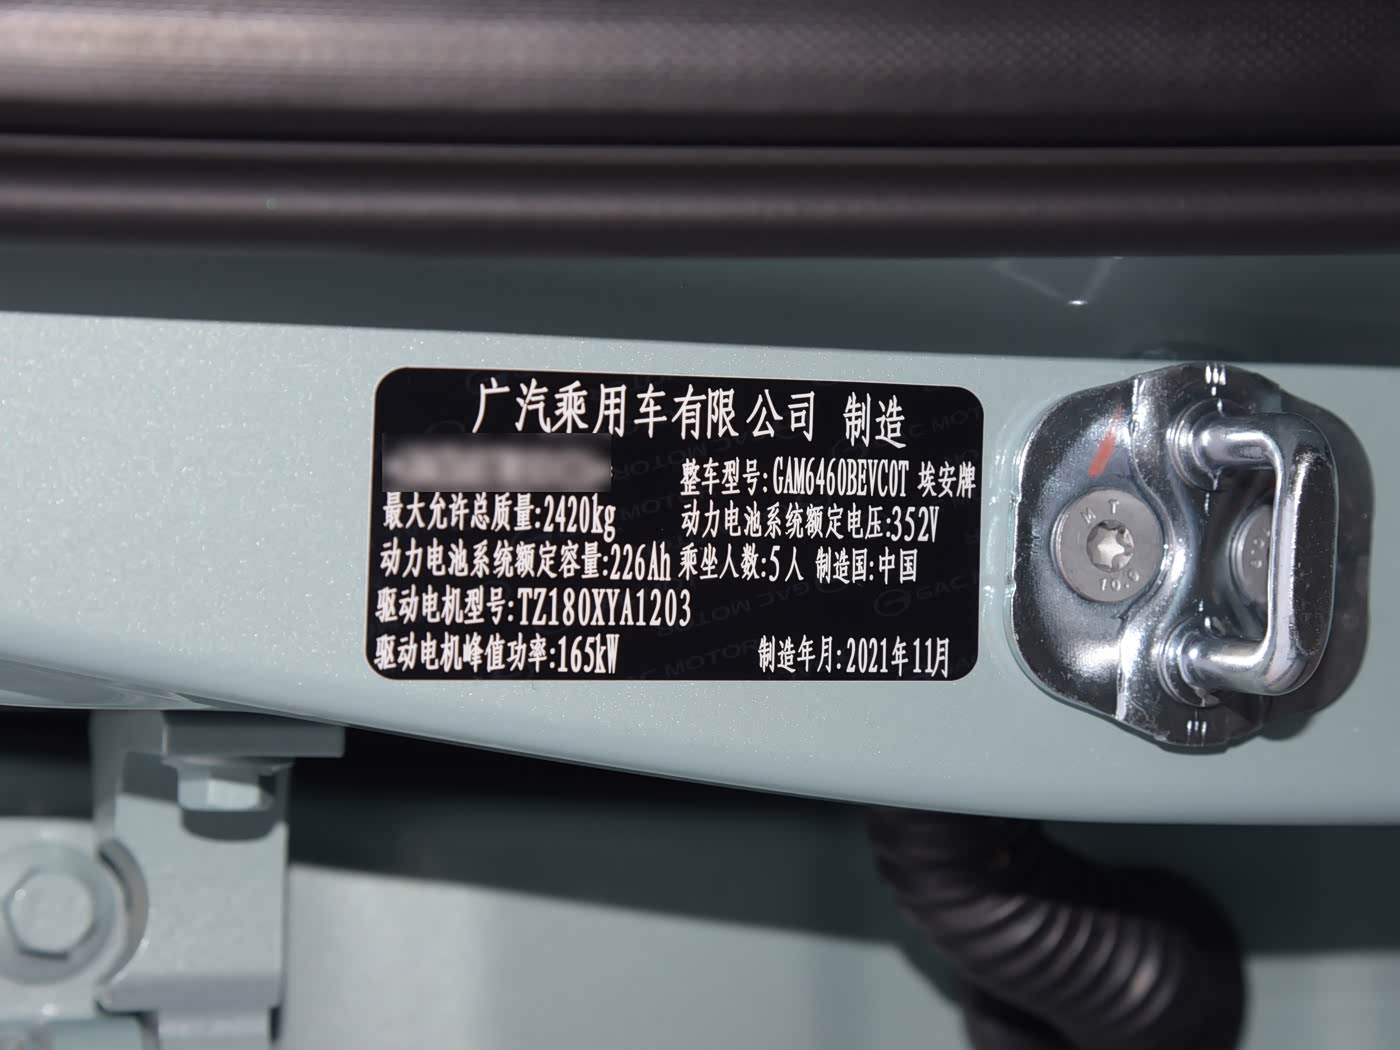 广汽乘用车有限公司 制造
整车型号:GAM6460BEVC0T 埃安牌
最大允许总质量:2420kg 动力电池系统额定电压:352V
动力电池系统额定容量:226Ah 乘坐人数:5人 制造国:中国
驱动电机型号:TZ180XYA1203
驱动电机峰值功率:165kW 制造年月:2021年11月
M T
10.9